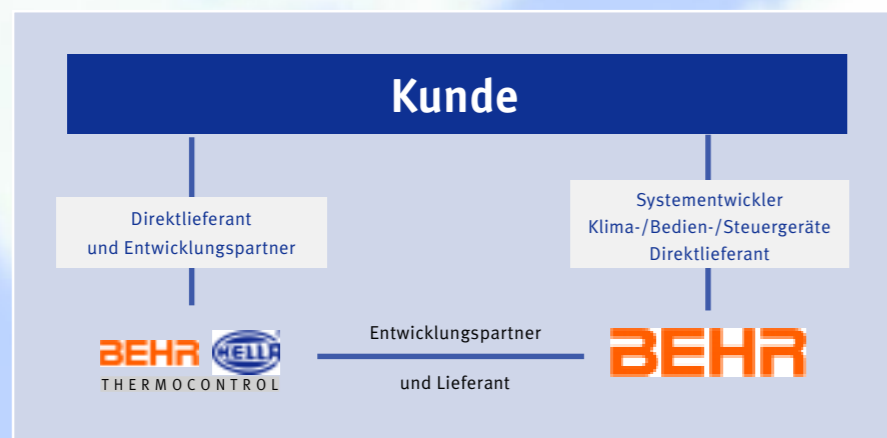 Kunde
Direktlieferant
und Entwicklungspartner
Systementwickler
Klima-/Bedien-/Steuergeräte
Direktlieferant
BEHR HELLA
THERMOCONTROL
Entwicklungspartner
und Lieferant
BEHR